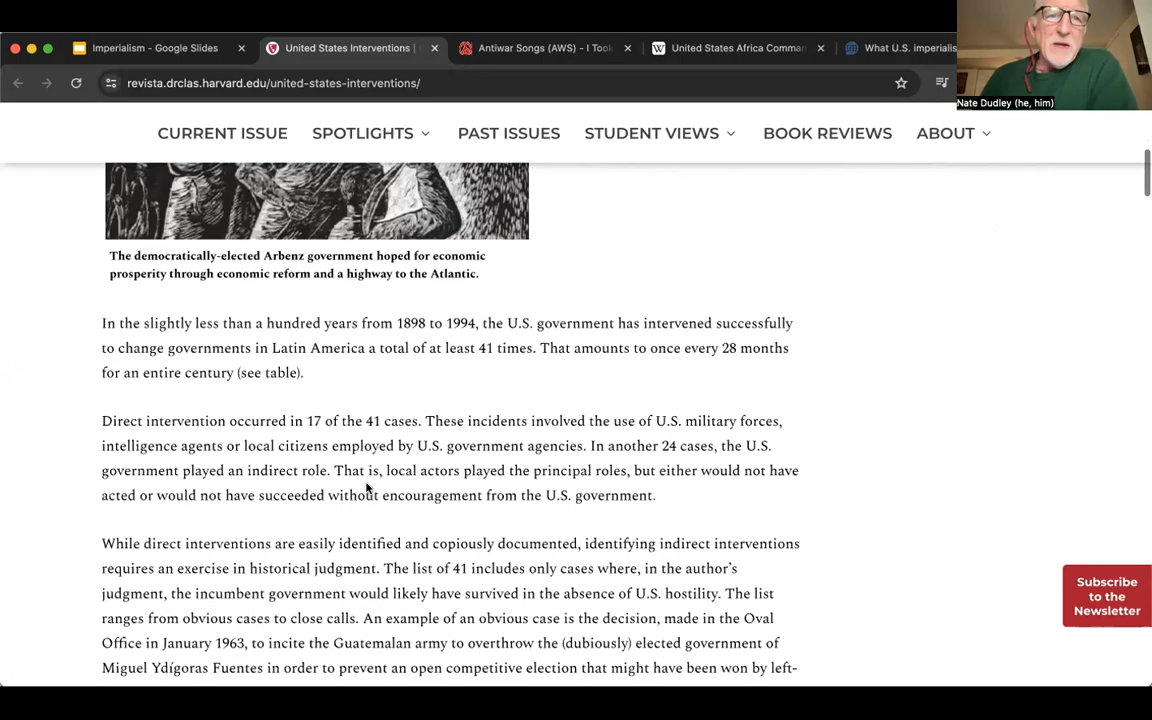 Imperialism - Google Slides
United States Interventions |
Antiwar Songs (AWS) - I Took
United States Africa Comman
What U.S. imperialis
revista.drclas.harvard.edu/united-states-interventions/
Nate Dudley (he, him)
CURRENT ISSUE SPOTLIGHTS PAST ISSUES STUDENT VIEWS BOOK REVIEWS ABOUT
The democratically-elected Arbenz government hoped for economic
prosperity through economic reform and a highway to the Atlantic.
In the slightly less than a hundred years from 1898 to 1994, the U.S. government has intervened successfully
to change governments in Latin America a total of at least 41 times. That amounts to once every 28 months
for an entire century (see table).
Direct intervention occurred in 17 of the 41 cases. These incidents involved the use of U.S. military forces,
intelligence agents or local citizens employed by U.S. government agencies. In another 24 cases, the U.S.
government played an indirect role. That is, local actors played the principal roles, but either would not have
acted or would not have succeeded without encouragement from the U.S. government.
While direct interventions are easily identified and copiously documented, identifying indirect interventions
requires an exercise in historical judgment. The list of 41 includes only cases where, in the author’s
judgment, the incumbent government would likely have survived in the absence of U.S. hostility. The list
ranges from obvious cases to close calls. An example of an obvious case is the decision, made in the Oval
Office in January 1963, to incite the Guatemalan army to overthrow the (dubiously) elected government of
Miguel Ydígoras Fuentes in order to prevent an open competitive election that might have been won by left-
Subscribe
to the
Newsletter